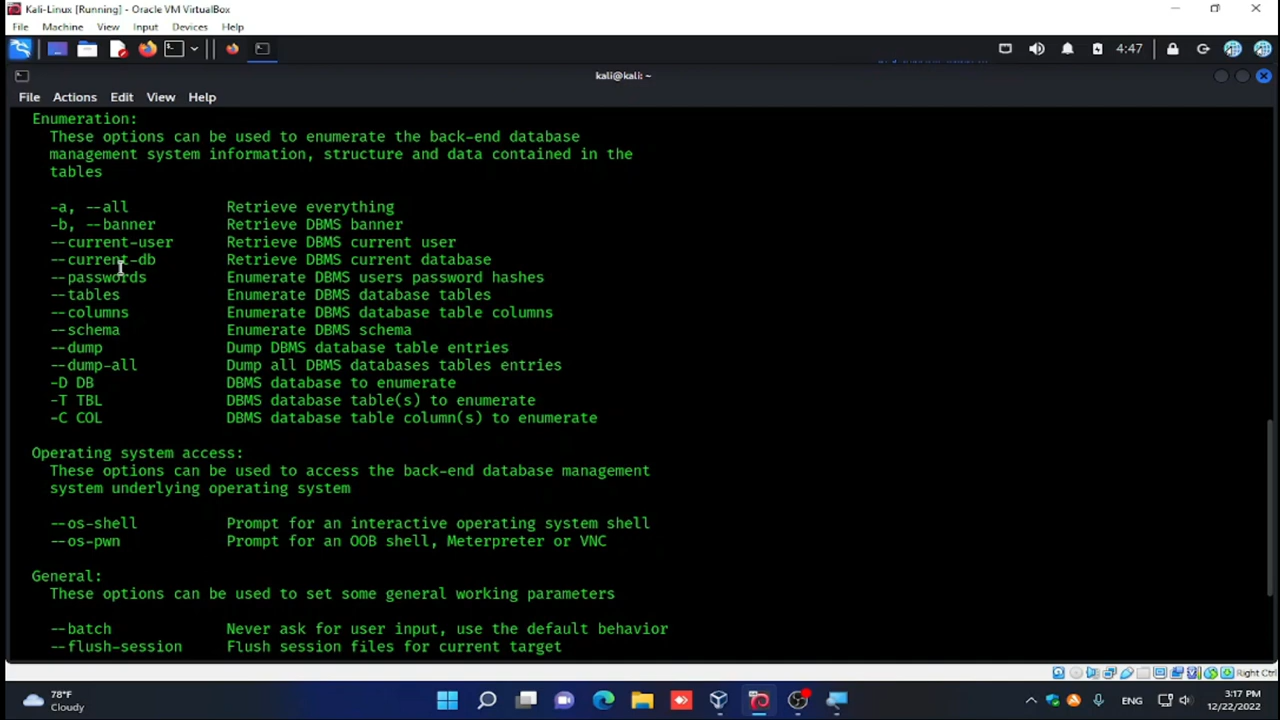 Kali-Linux [Running] - Oracle VM VirtualBox
File Machine View Input Devices Help
4:47
kali@kali: ~
File Actions Edit View Help
Enumeration:
These options can be used to enumerate the back-end database
management system information, structure and data contained in the
tables
-a, --all Retrieve everything
-b, --banner Retrieve DBMS banner
--current-user Retrieve DBMS current user
--current-db Retrieve DBMS current database
--passwords Enumerate DBMS users password hashes
--tables Enumerate DBMS database tables
--columns Enumerate DBMS database table columns
--schema Enumerate DBMS schema
--dump Dump DBMS database table entries
--dump-all Dump all DBMS databases tables entries
-D DB DBMS database to enumerate
-T TBL DBMS database table(s) to enumerate
-C COL DBMS database table column(s) to enumerate
Operating system access:
These options can be used to access the back-end database management
system underlying operating system
--os-shell Prompt for an interactive operating system shell
--os-pwn Prompt for an OOB shell, Meterpreter or VNC
General:
These options can be used to set some general working parameters
--batch Never ask for user input, use the default behavior
--flush-session Flush session files for current target
Right Ctrl
78°F
Cloudy
ENG
3:17 PM
12/22/2022